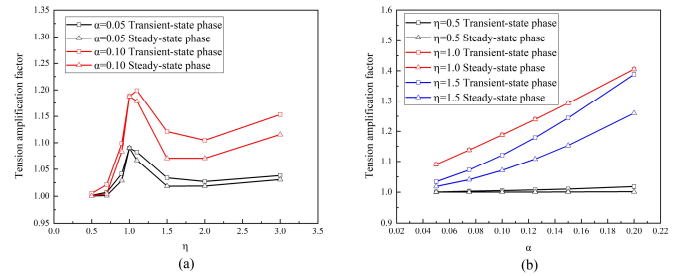 α=0.05 Transient-state phase
α=0.05 Steady-state phase
α=0.10 Transient-state phase
α=0.10 Steady-state phase
Tension amplification factor
1.35
1.30
1.25
1.20
1.15
1.10
1.05
1.00
0.95
0.0 0.5 1.0 1.5 2.0 2.5 3.0 3.5
η
(a)
η=0.5 Transient-state phase
η=0.5 Steady-state phase
η=1.0 Transient-state phase
η=1.0 Steady-state phase
η=1.5 Transient-state phase
η=1.5 Steady-state phase
Tension amplification factor
1.6
1.5
1.4
1.3
1.2
1.1
1.0
0.9
0.02 0.04 0.06 0.08 0.10 0.12 0.14 0.16 0.18 0.20 0.22
α
(b)